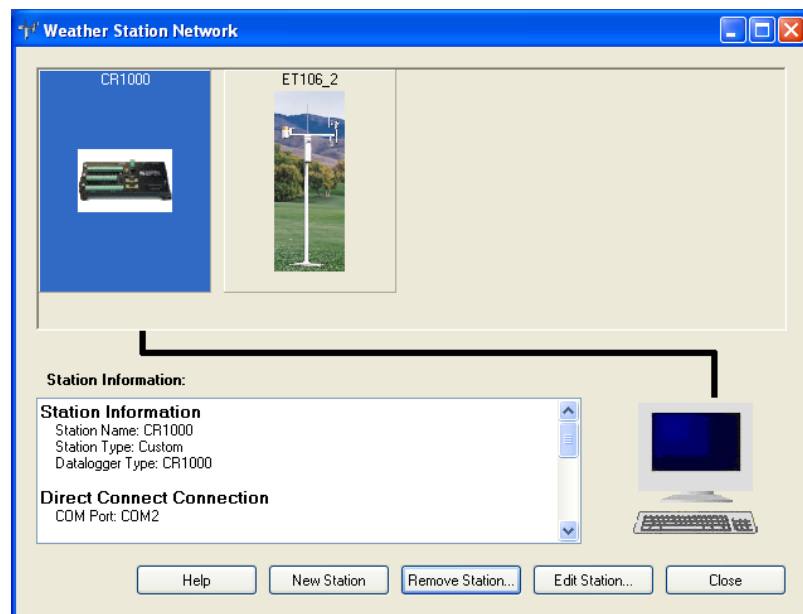 Weather Station Network
CR1000
ET106_2
Station Information:
Station Information
Station Name: CR1000
Station Type: Custom
Datalogger Type: CR1000
Direct Connect Connection
COM Port: COM2
Help
New Station
Remove Station...
Edit Station...
Close